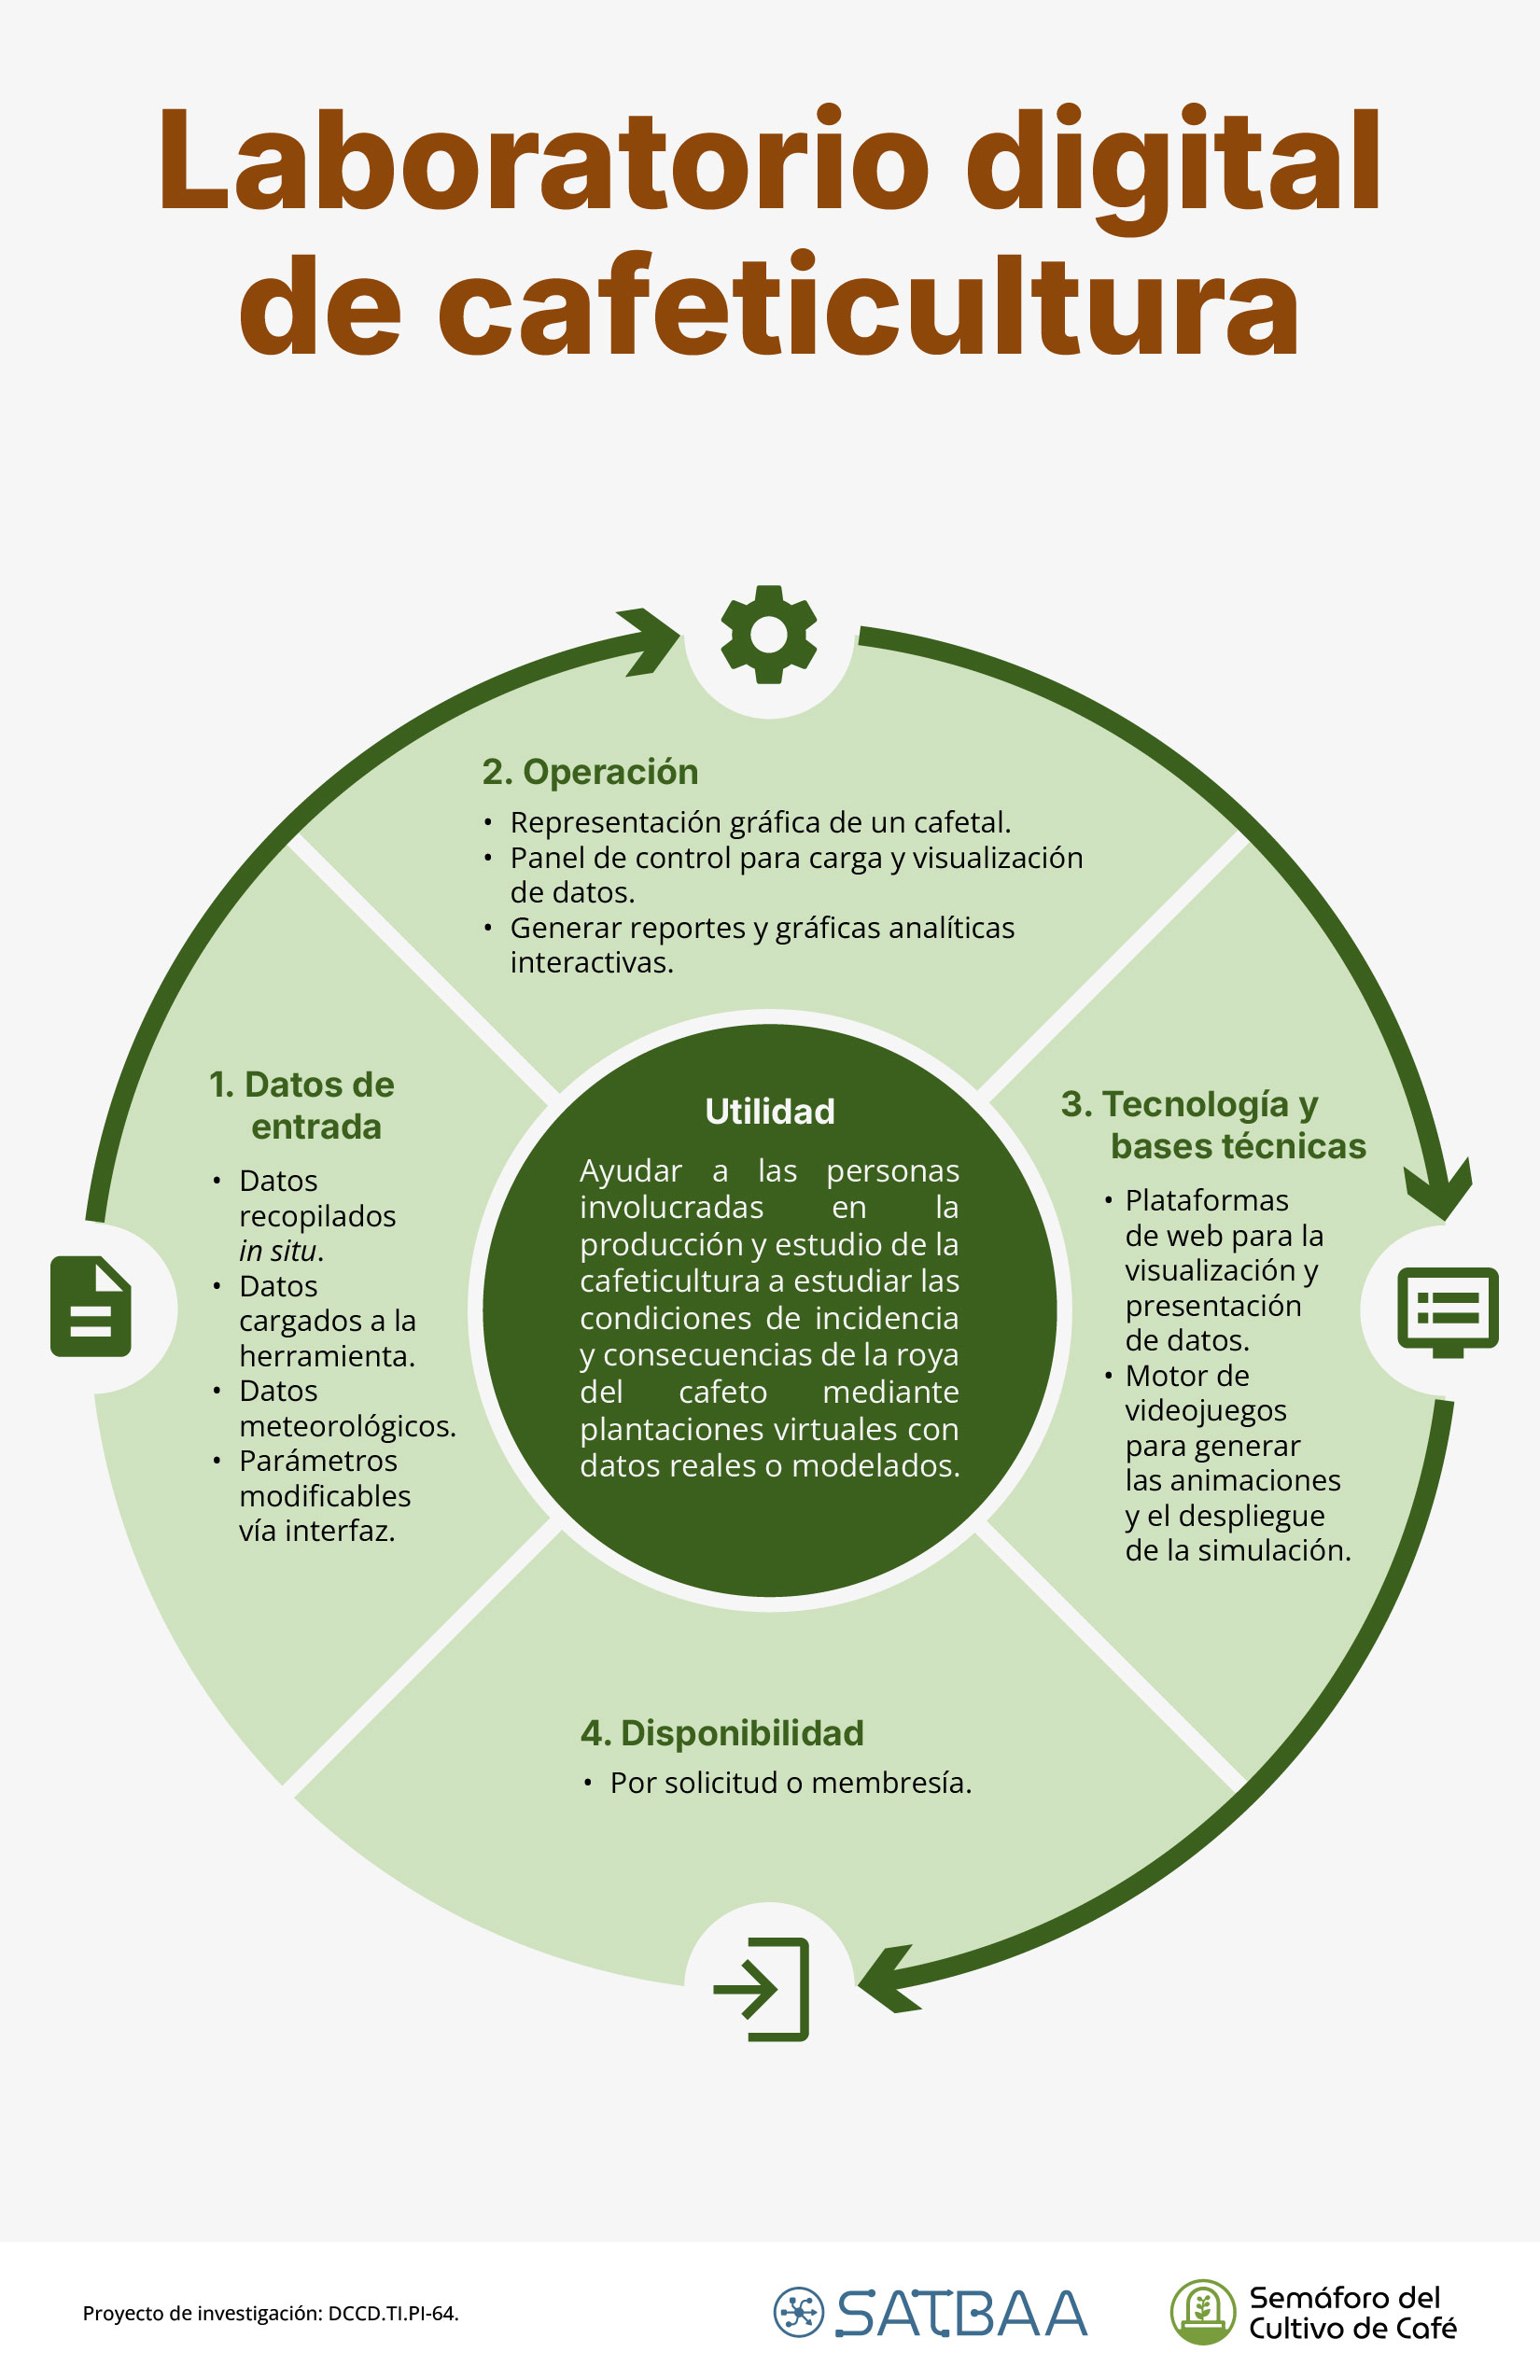 Laboratorio digital
de cafeticultura
2. Operación
• Representación gráfica de un cafetal.
• Panel de control para carga y visualización
de datos.
• Generar reportes y gráficas analíticas
interactivas.
1. Datos de
entrada
• Datos
recopilados
in situ.
• Datos
cargados a la
herramienta.
• Datos
meteorológicos.
• Parámetros
modificables
vía interfaz.
Utilidad
Ayudar a las personas
involucradas en la
producción y estudio de la
cafeticultura a estudiar las
condiciones de incidencia
y consecuencias de la roya
del cafeto mediante
plantaciones virtuales con
datos reales o modelados.
3. Tecnología y
bases técnicas
• Plataformas
de web para la
visualización y
presentación
de datos.
• Motor de
videojuegos
para generar
las animaciones
y el despliegue
de la simulación.
4. Disponibilidad
• Por solicitud o membresía.
Proyecto de investigación: DCCD.TI.PI-64.
SATBAA
Semáforo del
Cultivo de Café